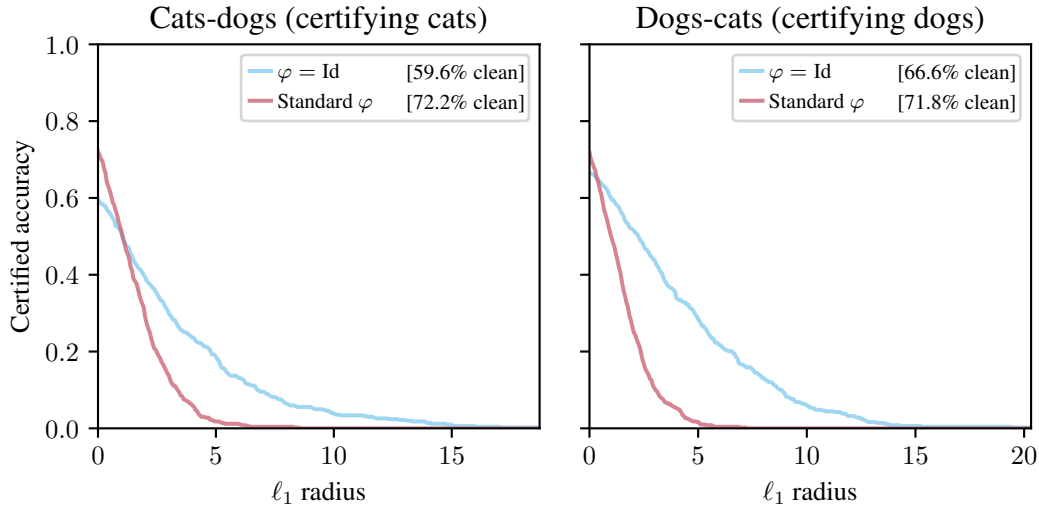 Cats-dogs (certifying cats)
Dogs-cats (certifying dogs)
φ = Id [59.6% clean]
Standard φ [72.2% clean]
φ = Id [66.6% clean]
Standard φ [71.8% clean]
Certified accuracy
1.0
0.8
0.6
0.4
0.2
0.0
0 5 10 15
0 5 10 15 20
ℓ₁ radius
ℓ₁ radius